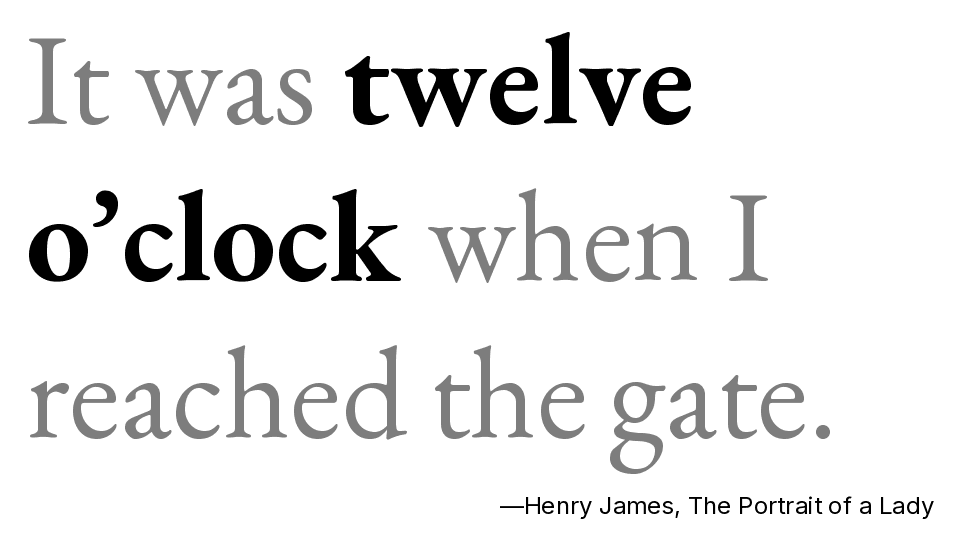 It was twelve
o’clock when I
reached the gate.
—Henry James, The Portrait of a Lady